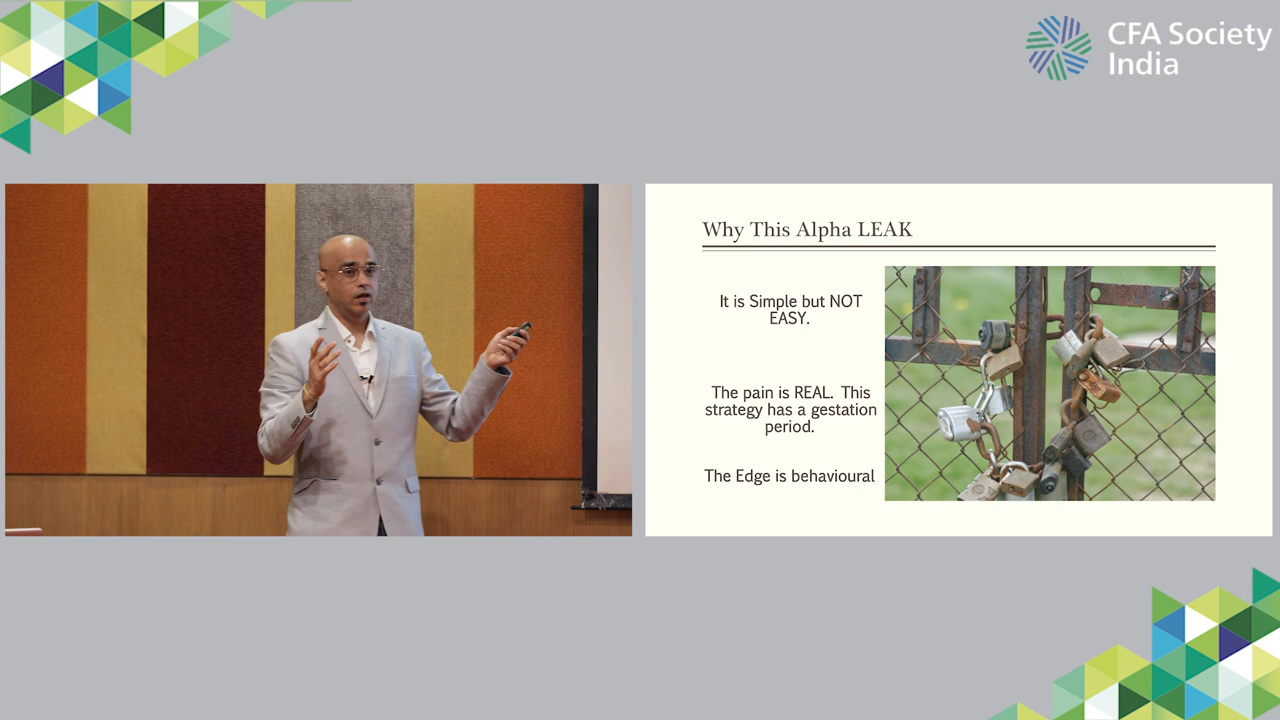 CFA Society
India
Why This Alpha LEAK
It is Simple but NOT
EASY.
The pain is REAL. This
strategy has a gestation
period.
The Edge is behavioural